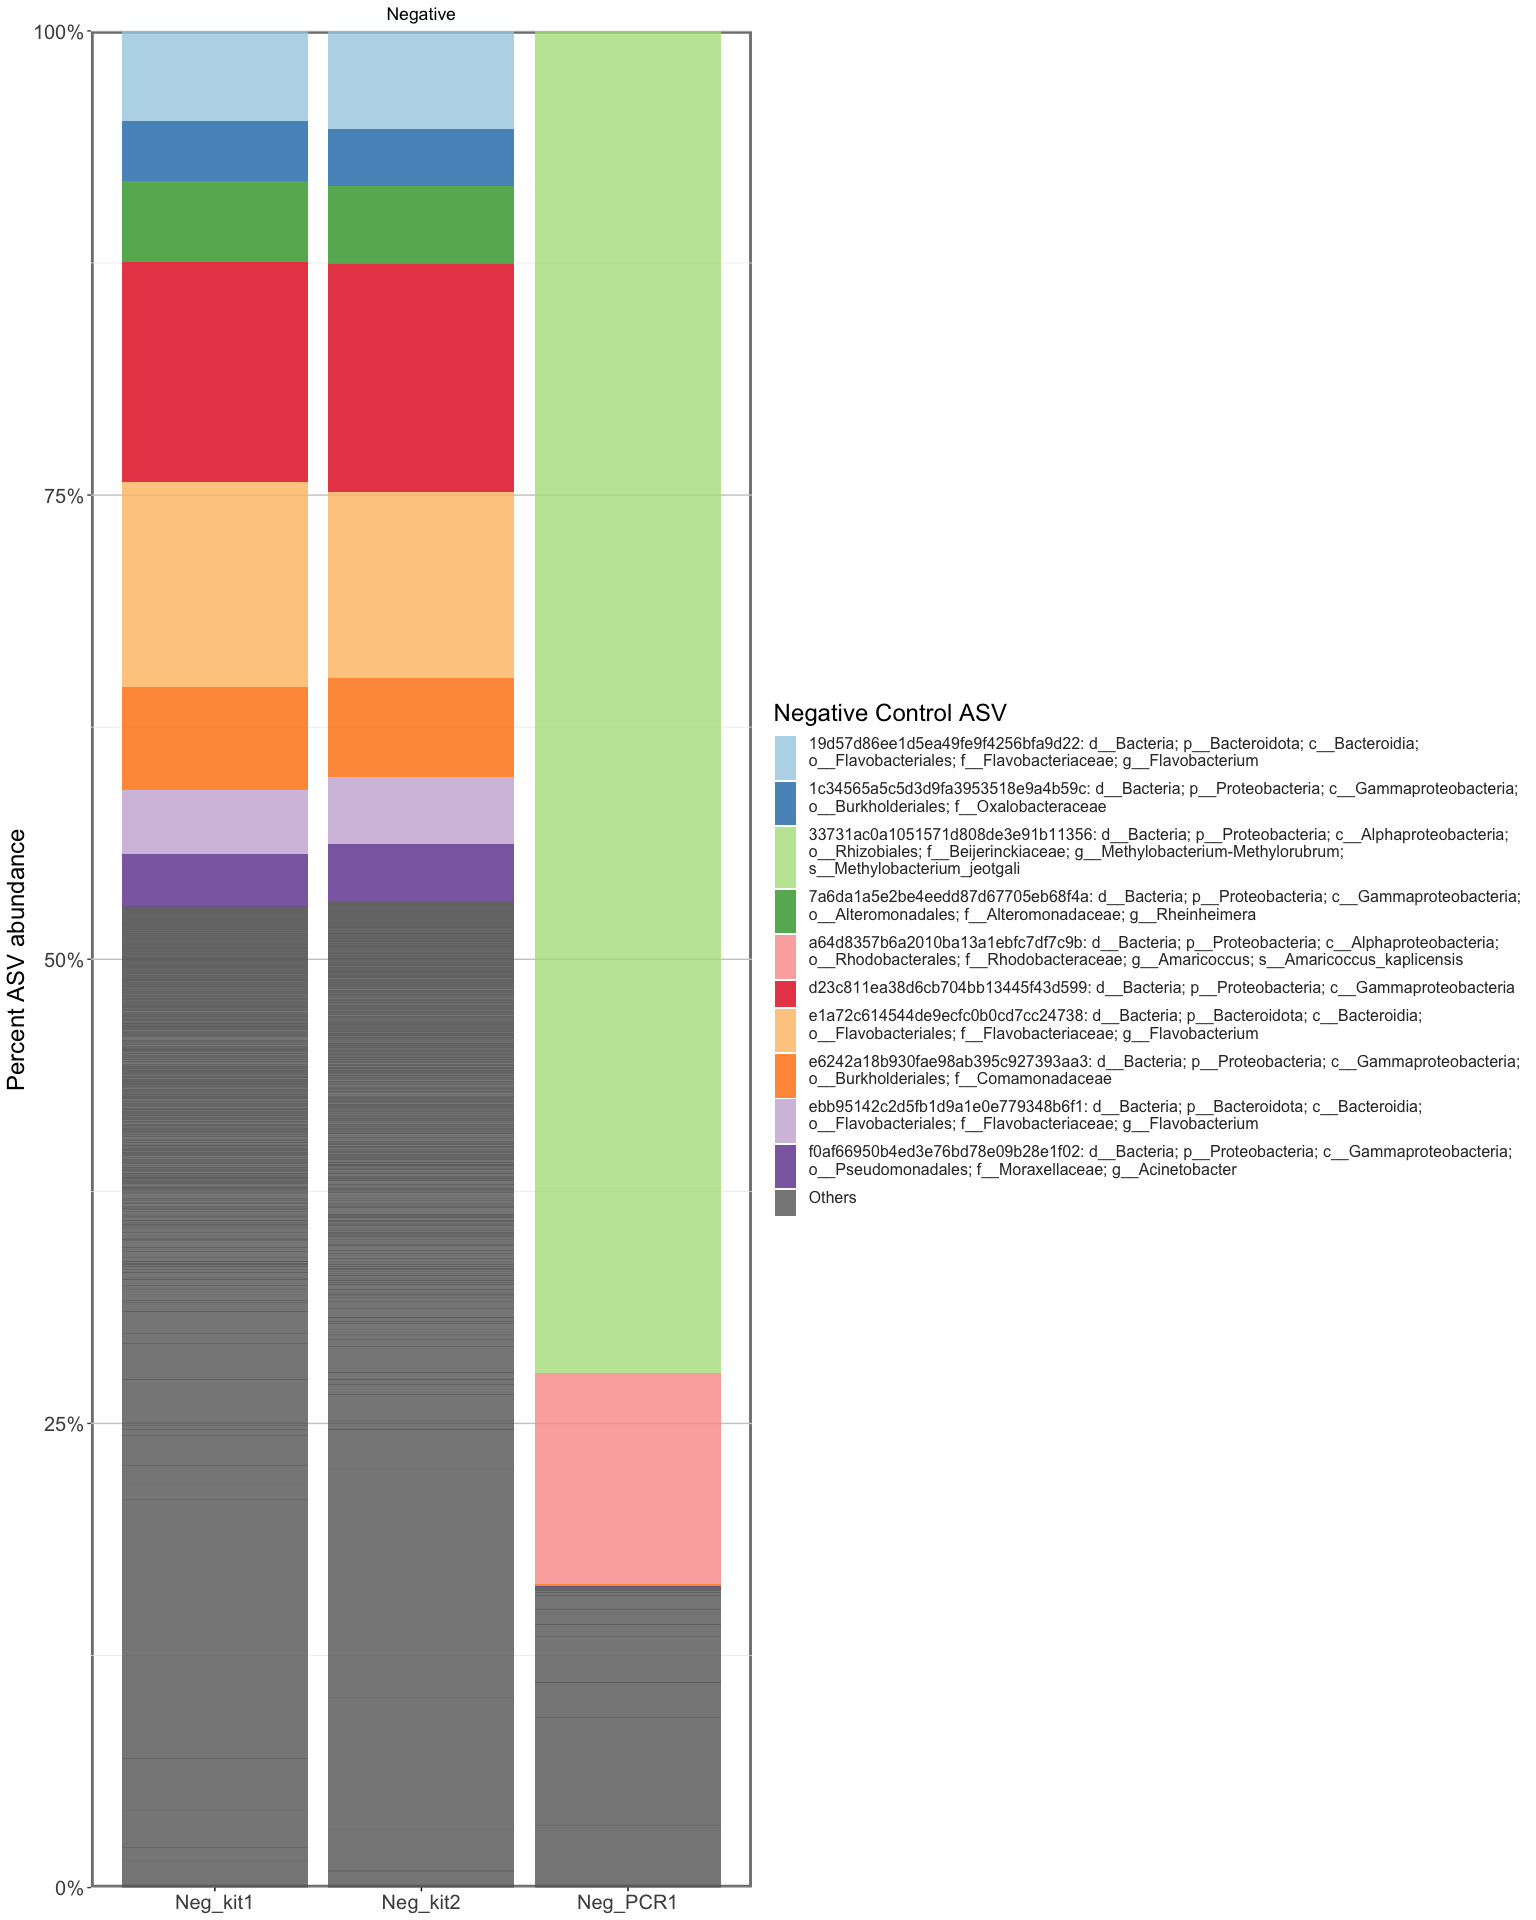 Negative
100%
75%
50%
25%
0%
Percent ASV abundance
Neg_kit1
Neg_kit2
Neg_PCR1
Negative Control ASV
19d57d86ee1d5ea49fe9f4256bfa9d22: d__Bacteria; p__Bacteroidota; c__Bacteroidia;
o__Flavobacteriales; f__Flavobacteriaceae; g__Flavobacterium
1c34565a5c5d3d9fa3953518e9a4b59c: d__Bacteria; p__Proteobacteria; c__Gammaproteobacteria;
o__Burkholderiales; f__Oxalobacteraceae
33731ac0a1051571d808de3e91b11356: d__Bacteria; p__Proteobacteria; c__Alphaproteobacteria;
o__Rhizobiales; f__Beijerinckiaceae; g__Methylobacterium-Methylorubrum;
s__Methylobacterium_jeotgali
7a6da1a5e2be4eedd87d67705eb68f4a: d__Bacteria; p__Proteobacteria; c__Gammaproteobacteria;
o__Alteromonadales; f__Alteromonadaceae; g__Rheinheimera
a64d8357b6a2010ba13a1ebfc7df7c9b: d__Bacteria; p__Proteobacteria; c__Alphaproteobacteria;
o__Rhodobacterales; f__Rhodobacteraceae; g__Amaricoccus; s__Amaricoccus_kaplicensis
d23c811ea38d6cb704bb13445f43d599: d__Bacteria; p__Proteobacteria; c__Gammaproteobacteria
e1a72c614544de9ecfc0b0cd7cc24738: d__Bacteria; p__Bacteroidota; c__Bacteroidia;
o__Flavobacteriales; f__Flavobacteriaceae; g__Flavobacterium
e6242a18b930fae98ab395c927393aa3: d__Bacteria; p__Proteobacteria; c__Gammaproteobacteria;
o__Burkholderiales; f__Comamonadaceae
ebb95142c2d5fb1d9a1e0e779348b6f1: d__Bacteria; p__Bacteroidota; c__Bacteroidia;
o__Flavobacteriales; f__Flavobacteriaceae; g__Flavobacterium
f0af66950b4ed3e76bd78e09b28e1f02: d__Bacteria; p__Proteobacteria; c__Gammaproteobacteria;
o__Pseudomonadales; f__Moraxellaceae; g__Acinetobacter
Others